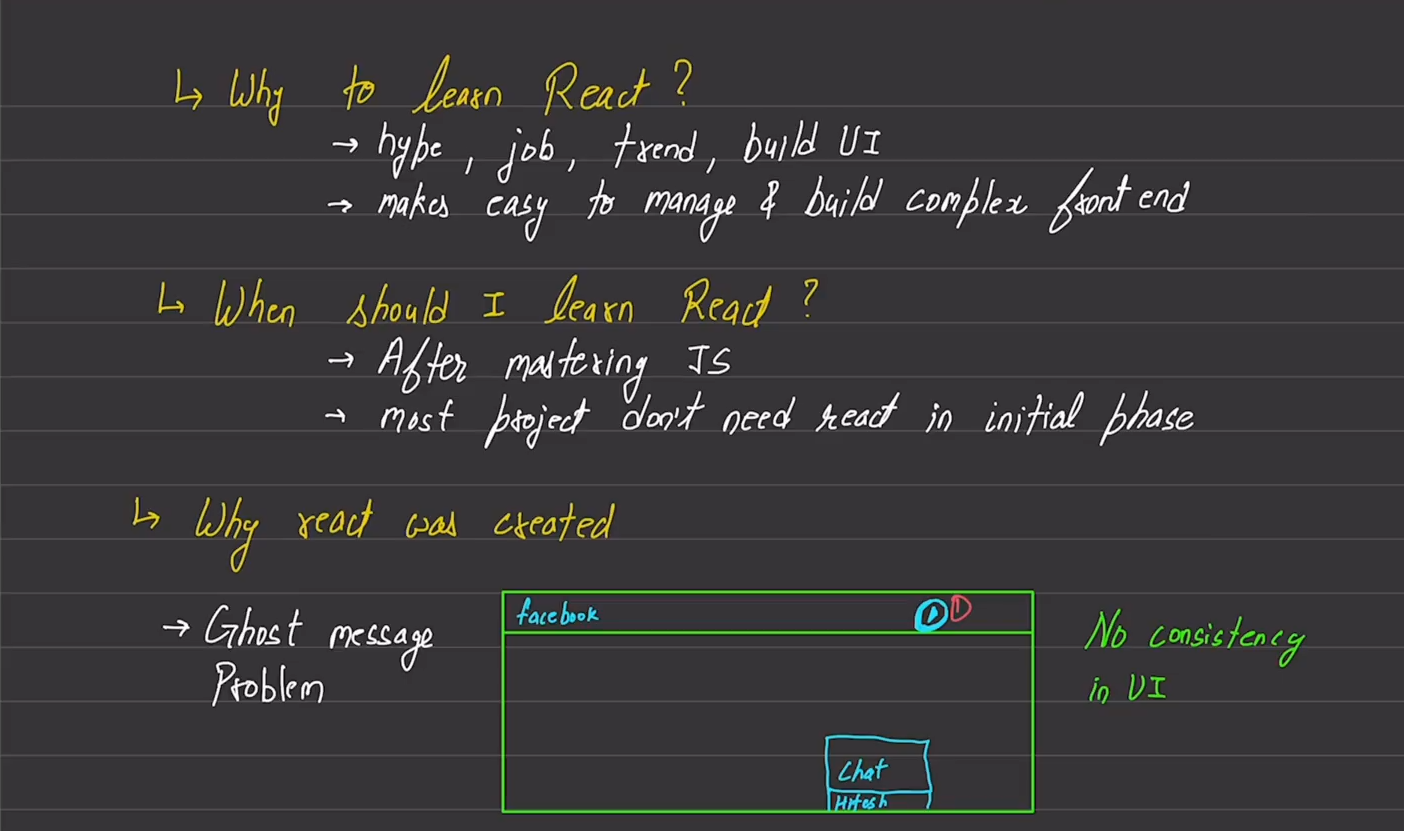 ↳ Why to learn React?
→ hype, job, trend, build UI
→ makes easy to manage & build complex front end
↳ When should I learn React?
→ After mastering JS
→ most project don't need react in initial phase
↳ Why react was created
→ Ghost message
Problem
facebook
1
No consistency
in UI
Chat
Hitesh